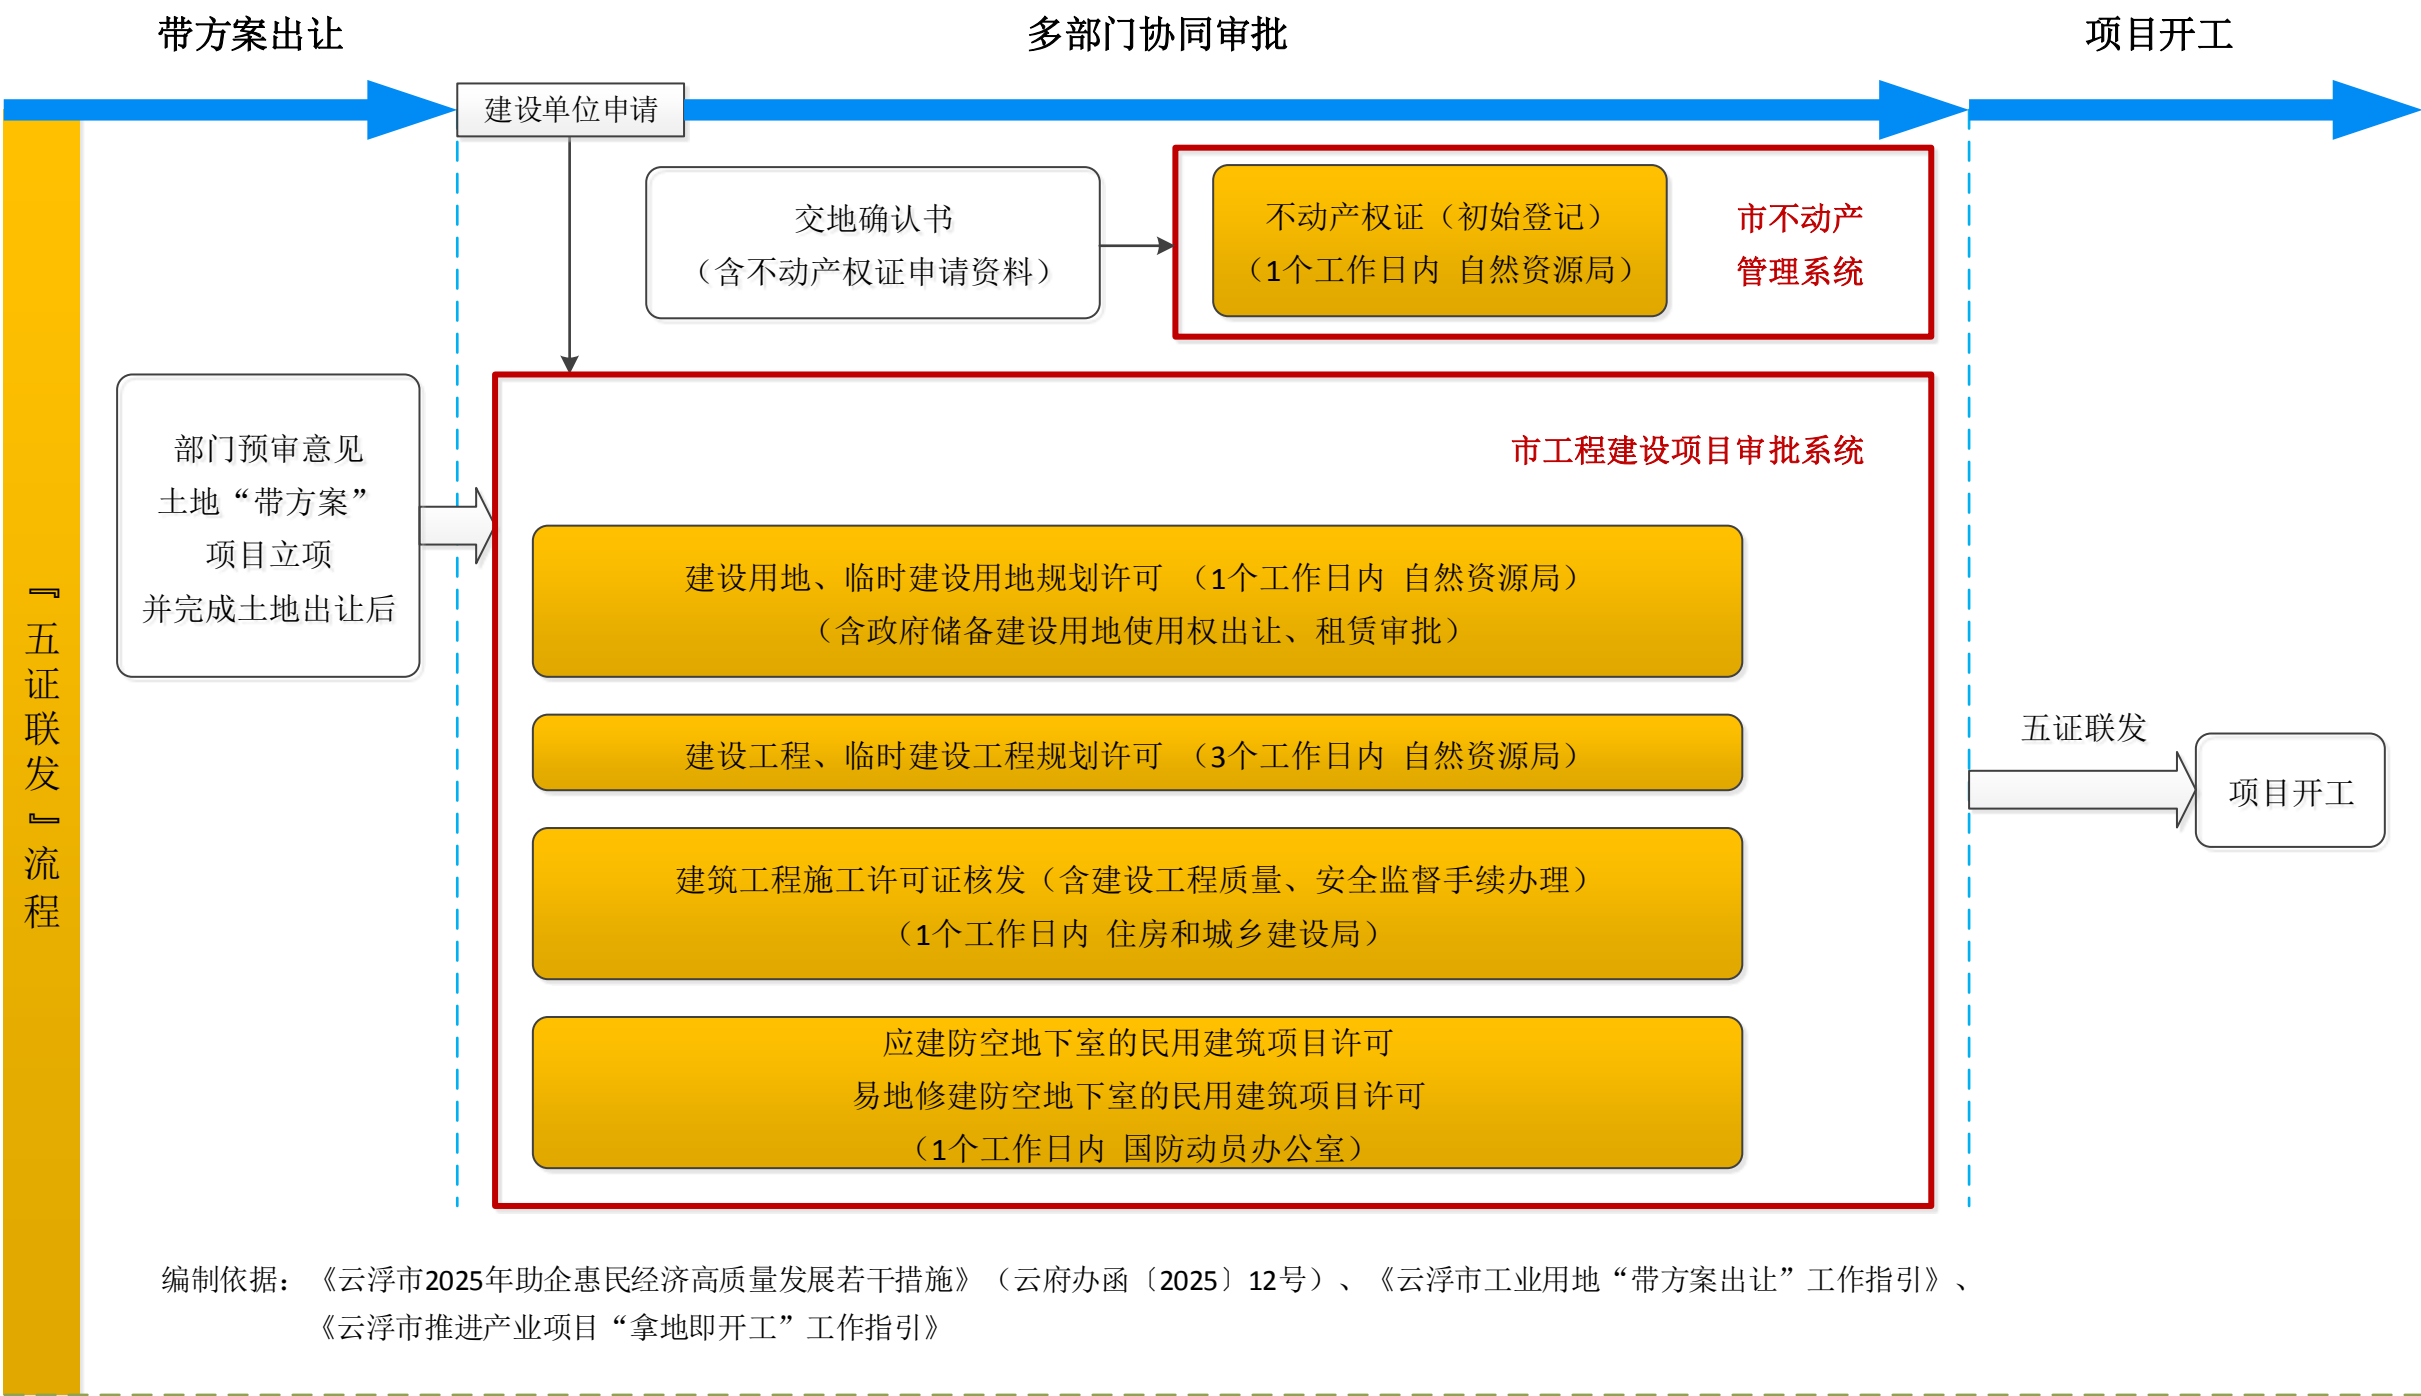 带方案出让
多部门协同审批
项目开工
建设单位申请
交地确认书
（含不动产权证申请资料）
不动产权证（初始登记）
（1个工作日内 自然资源局）
市不动产
管理系统
『五证联发』流程
部门预审意见
土地“带方案”
项目立项
并完成土地出让后
市工程建设项目审批系统
建设用地、临时建设用地规划许可 （1个工作日内 自然资源局）
（含政府储备建设用地使用权出让、租赁审批）
建设工程、临时建设工程规划许可 （3个工作日内 自然资源局）
建筑工程施工许可证核发（含建设工程质量、安全监督手续办理）
（1个工作日内 住房和城乡建设局）
应建防空地下室的民用建筑项目许可
易地修建防空地下室的民用建筑项目许可
（1个工作日内 国防动员办公室）
五证联发
项目开工
编制依据：《云浮市2025年助企惠民经济高质量发展若干措施》（云府办函〔2025〕12号）、《云浮市工业用地“带方案出让”工作指引》、
《云浮市推进产业项目“拿地即开工”工作指引》